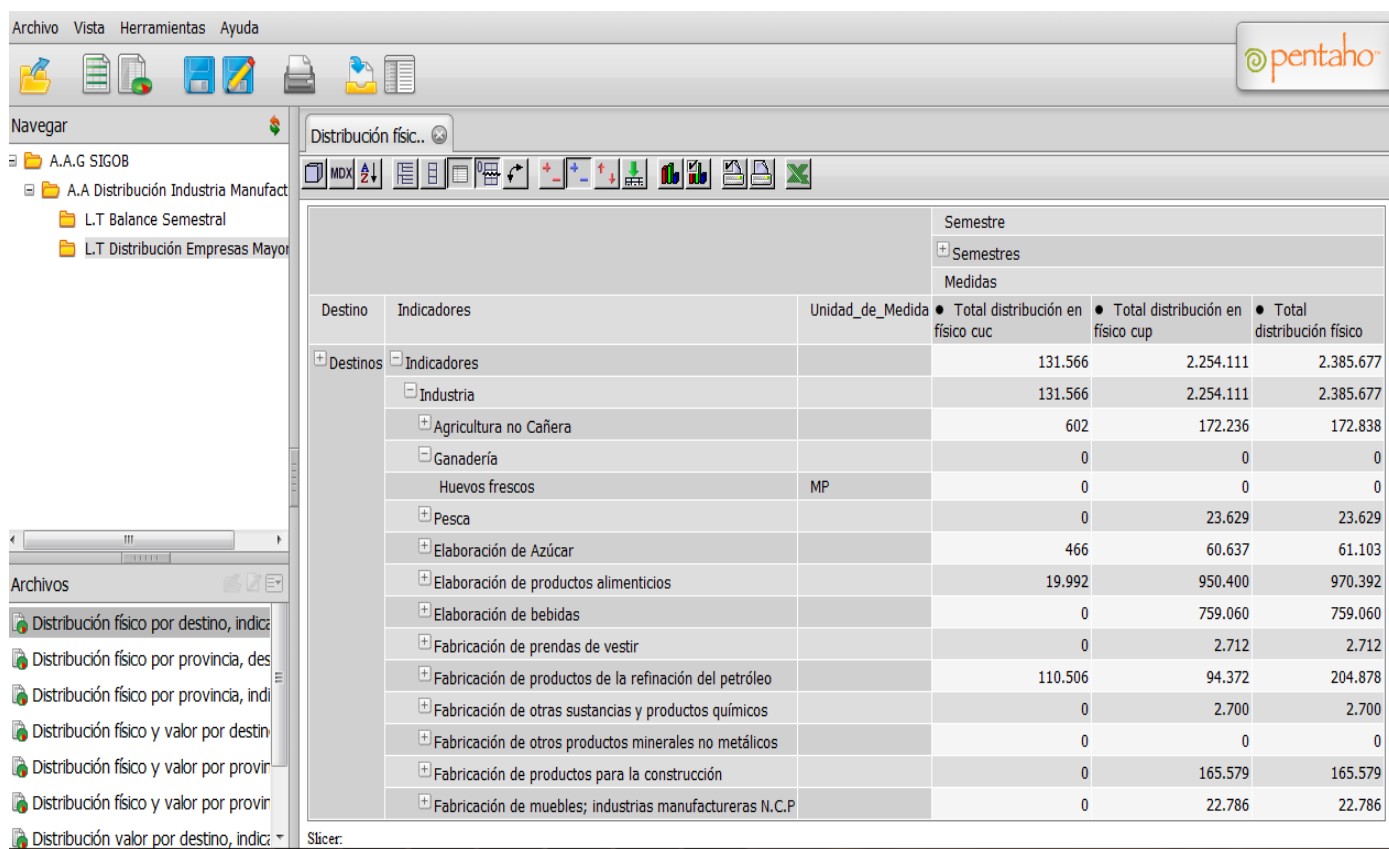 Archivo Vista Herramientas Ayuda
pentaho
Navegar
A.A.G SIGOB
A.A Distribución Industria Manufact
L.T Balance Semestral
L.T Distribución Empresas Mayor
Archivos
Distribución físico por destino, indica
Distribución físico por provincia, des
Distribución físico por provincia, indi
Distribución físico y valor por destin
Distribución físico y valor por provin
Distribución físico y valor por provin
Distribución valor por destino, indica
Distribución físic..
MDX
Semestre
Semestres
Medidas
Destino Indicadores Unidad_de_Medida Total distribución en físico cuc Total distribución en físico cup Total distribución físico
Destinos Indicadores 131.566 2.254.111 2.385.677
Industria 131.566 2.254.111 2.385.677
Agricultura no Cañera 602 172.236 172.838
Ganadería 0 0 0
Huevos frescos MP 0 0 0
Pesca 0 23.629 23.629
Elaboración de Azúcar 466 60.637 61.103
Elaboración de productos alimenticios 19.992 950.400 970.392
Elaboración de bebidas 0 759.060 759.060
Fabricación de prendas de vestir 0 2.712 2.712
Fabricación de productos de la refinación del petróleo 110.506 94.372 204.878
Fabricación de otras sustancias y productos químicos 0 2.700 2.700
Fabricación de otros productos minerales no metálicos 0 0 0
Fabricación de productos para la construcción 0 165.579 165.579
Fabricación de muebles; industrias manufactureras N.C.P 0 22.786 22.786
Slicer: